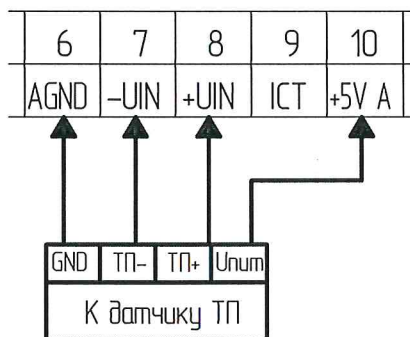 6 7 8 9 10
AGND -UIN +UIN ICT +5V A
GND ТП- ТП+ Uпит
К датчику ТП